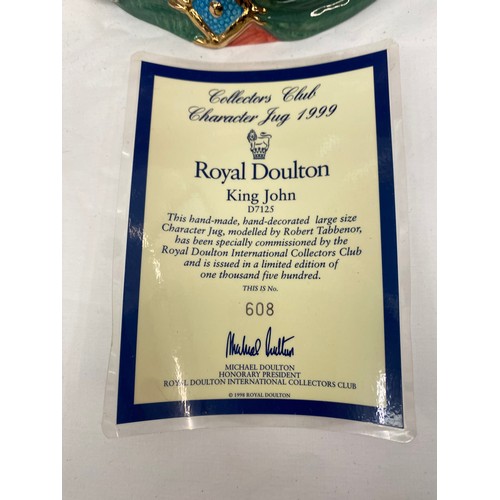 Collectors Club
Character Jug 1999
Royal Doulton
King John
D7125
This hand-made, hand-decorated large size
Character Jug, modelled by Robert Tabbenor,
has been specially commissioned by the
Royal Doulton International Collectors Club
and is issued in a limited edition of
one thousand five hundred.
THIS IS No.
608
Michael Doulton
MICHAEL DOULTON
HONORARY PRESIDENT
ROYAL DOULTON INTERNATIONAL COLLECTORS CLUB
© 1998 ROYAL DOULTON